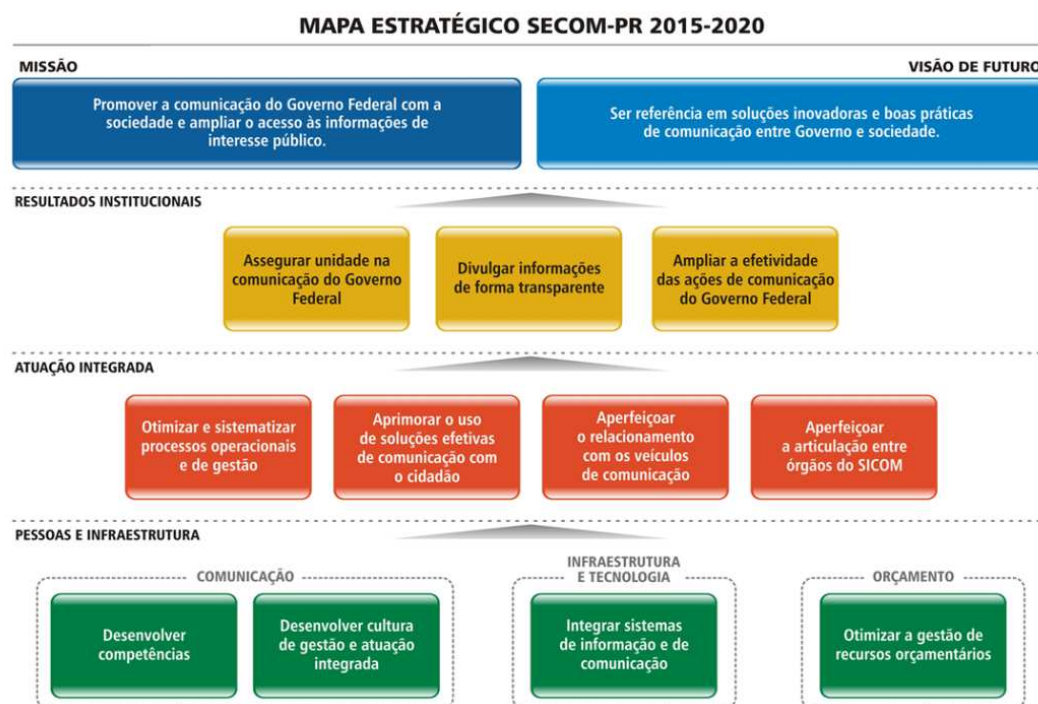 MAPA ESTRATÉGICO SECOM-PR 2015-2020
MISSÃO
VISÃO DE FUTURO
Promover a comunicação do Governo Federal com a
sociedade e ampliar o acesso às informações de
interesse público.
Ser referência em soluções inovadoras e boas práticas
de comunicação entre Governo e sociedade.
RESULTADOS INSTITUCIONAIS
Assegurar unidade na
comunicação do Governo
Federal
Divulgar informações
de forma transparente
Ampliar a efetividade
das ações de comunicação
do Governo Federal
ATUAÇÃO INTEGRADA
Otimizar e sistematizar
processos operacionais
e de gestão
Aprimorar o uso
de soluções efetivas
de comunicação com
o cidadão
Aperfeiçoar
o relacionamento
com os veículos
de comunicação
Aperfeiçoar
a articulação entre
órgãos do SICOM
PESSOAS E INFRAESTRUTURA
COMUNICAÇÃO
Desenvolver
competências
Desenvolver cultura
de gestão e atuação
integrada
INFRAESTRUTURA
E TECNOLOGIA
Integrar sistemas
de informação e de
comunicação
ORÇAMENTO
Otimizar a gestão de
recursos orçamentários